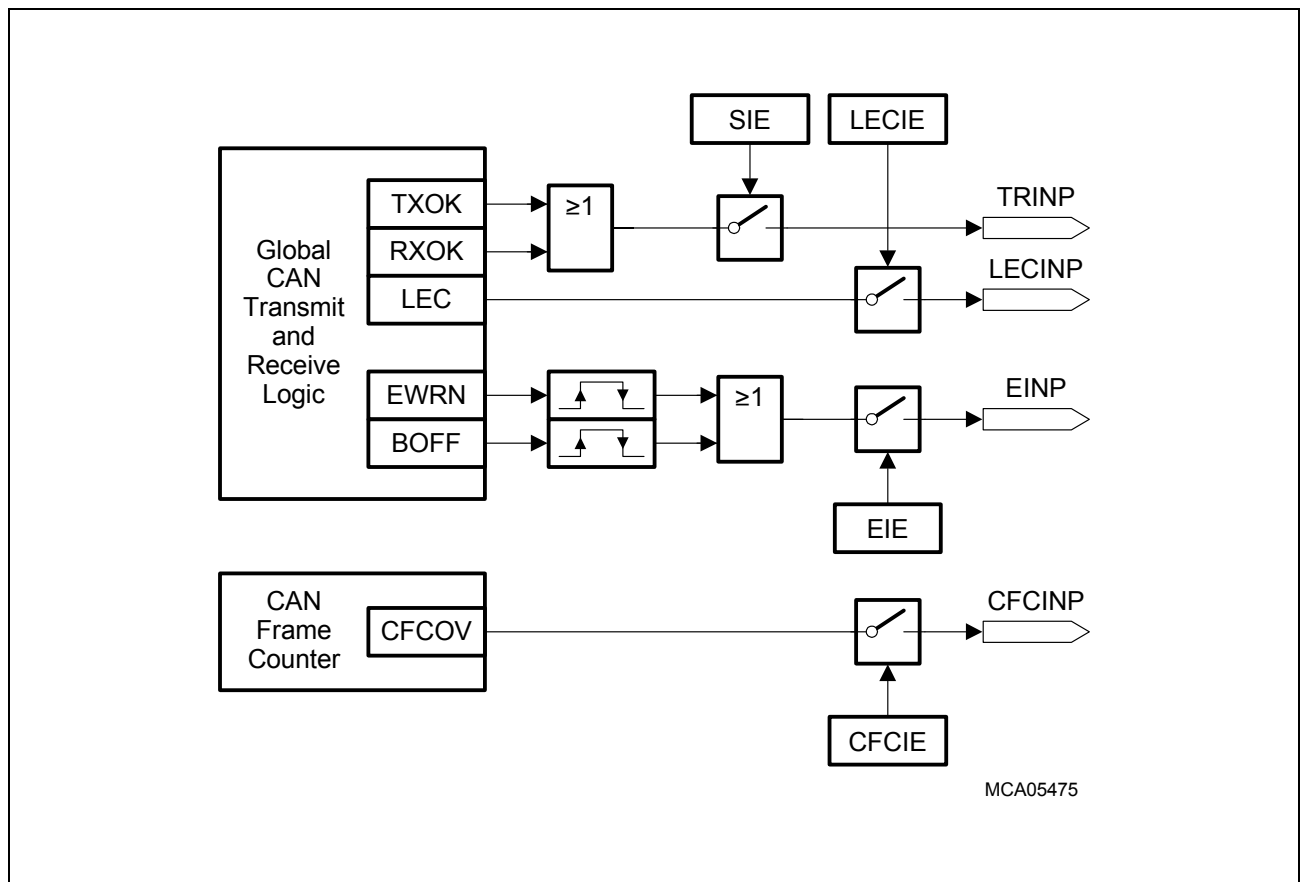 SIE
LECIE
Global
CAN
Transmit
and
Receive
Logic
TXOK
RXOK
LEC
EWRN
BOFF
≥1
≥1
TRINP
LECINP
EINP
EIE
CAN
Frame
Counter
CFCOV
CFCINP
CFCIE
MCA05475